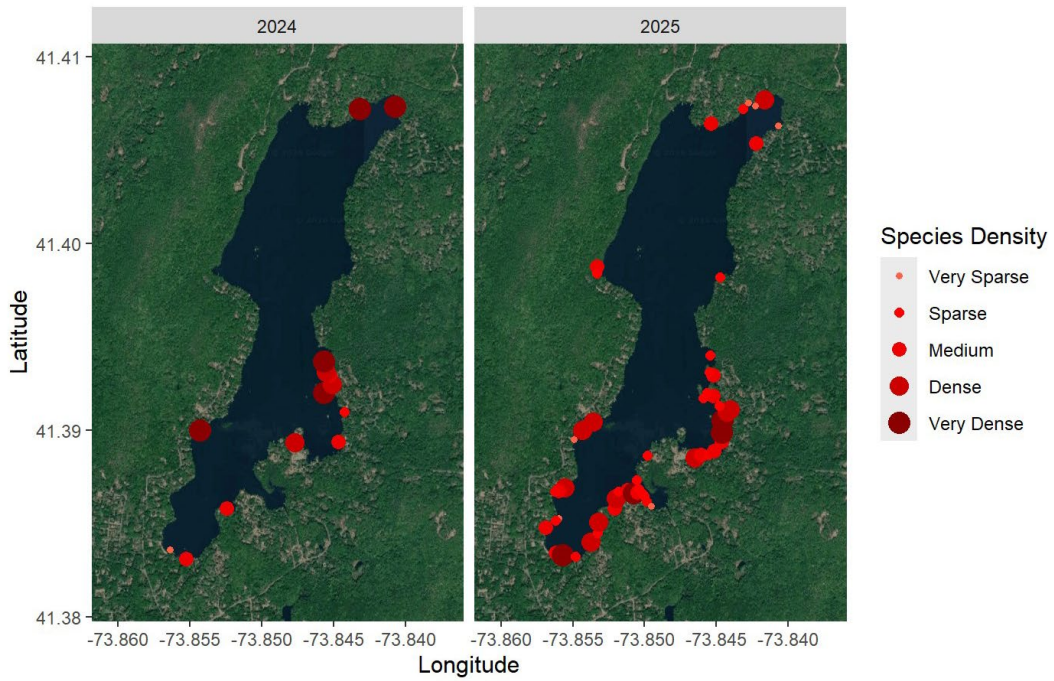 2024
2025
41.41
41.40
41.39
41.38
Latitude
-73.860 -73.855 -73.850 -73.845 -73.840
-73.860 -73.855 -73.850 -73.845 -73.840
Longitude
Species Density
Very Sparse
Sparse
Medium
Dense
Very Dense